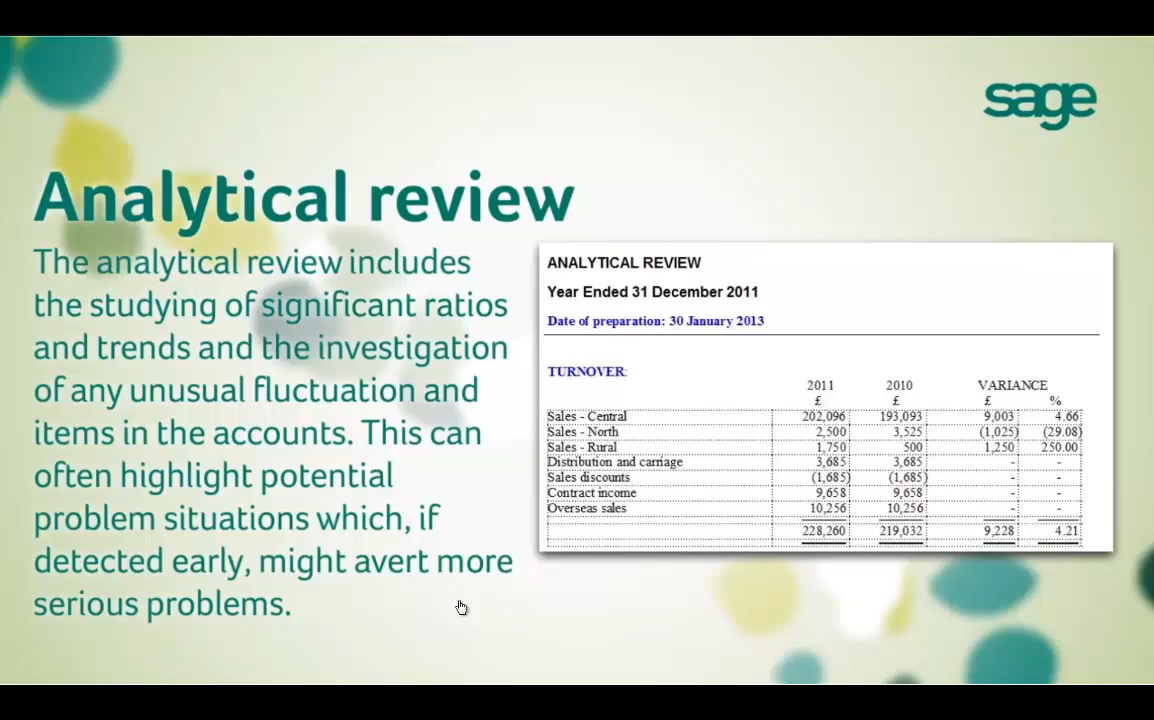 sage
Analytical review
The analytical review includes
the studying of significant ratios
and trends and the investigation
of any unusual fluctuation and
items in the accounts. This can
often highlight potential
problem situations which, if
detected early, might avert more
serious problems.
ANALYTICAL REVIEW
Year Ended 31 December 2011
Date of preparation: 30 January 2013
TURNOVER:
2011 2010 VARIANCE
£ £ £ %
Sales - Central 202,096 193,093 9,003 4.66
Sales - North 2,500 3,525 (1,025) (29.08)
Sales - Rural 1,750 500 1,250 250.00
Distribution and carriage 3,685 3,685 - -
Sales discounts (1,685) (1,685) - -
Contract income 9,658 9,658 - -
Overseas sales 10,256 10,256 - -
228,260 219,032 9,228 4.21